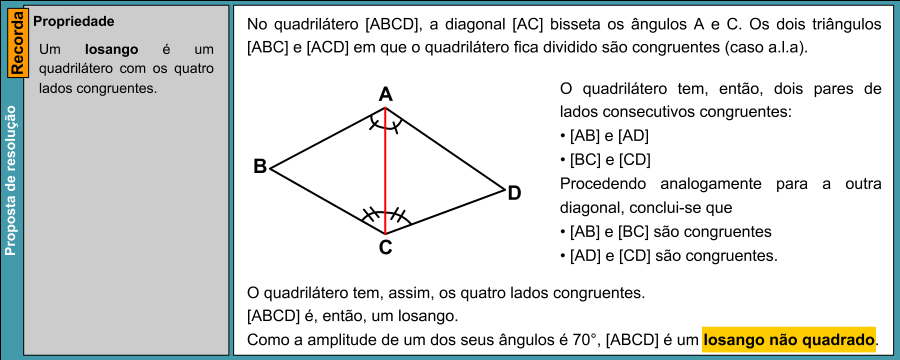 Recorda
Proposta de resolução
Propriedade
Um losango é um
quadrilátero com os quatro
lados congruentes.
No quadrilátero [ABCD], a diagonal [AC] bisseta os ângulos A e C. Os dois triângulos
[ABC] e [ACD] em que o quadrilátero fica dividido são congruentes (caso a.l.a).
A
B
D
C
O quadrilátero tem, então, dois pares de
lados consecutivos congruentes:
• [AB] e [AD]
• [BC] e [CD]
Procedendo analogamente para a outra
diagonal, conclui-se que
• [AB] e [BC] são congruentes
• [AD] e [CD] são congruentes.
O quadrilátero tem, assim, os quatro lados congruentes.
[ABCD] é, então, um losango.
Como a amplitude de um dos seus ângulos é 70°, [ABCD] é um losango não quadrado.